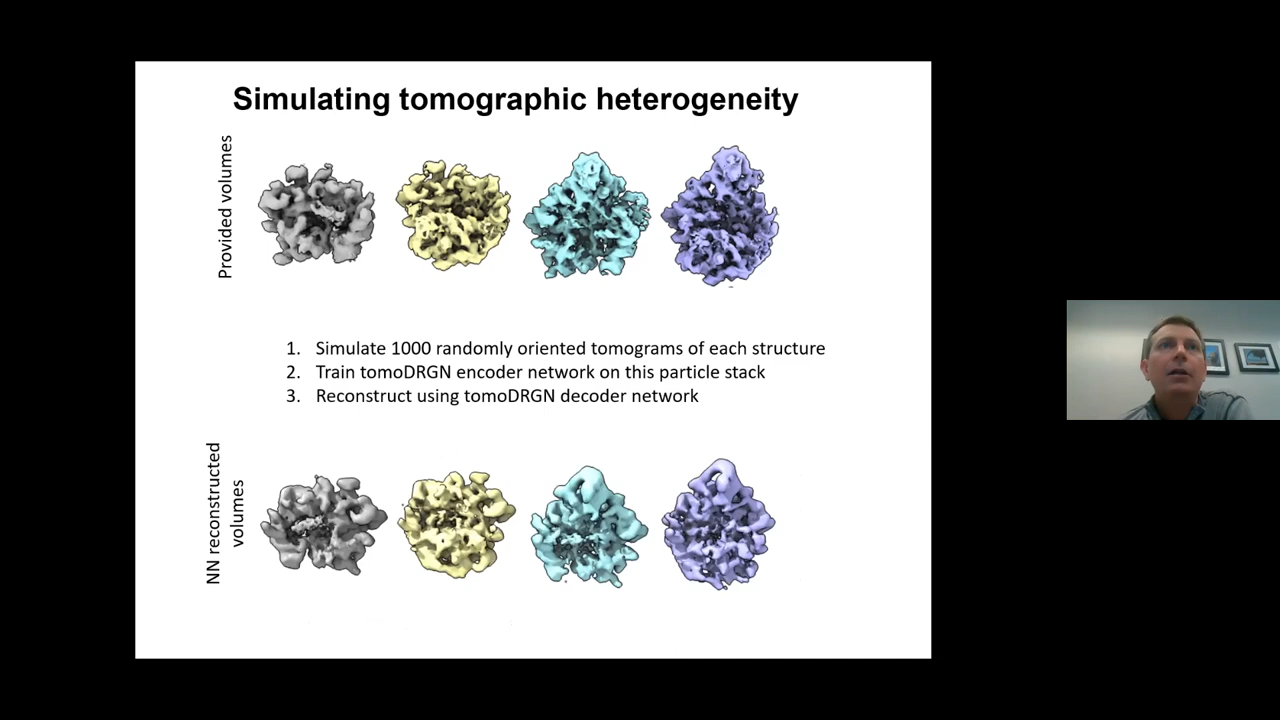 Simulating tomographic heterogeneity
Provided volumes
1. Simulate 1000 randomly oriented tomograms of each structure
2. Train tomoDRGN encoder network on this particle stack
3. Reconstruct using tomoDRGN decoder network
NN reconstructed
volumes